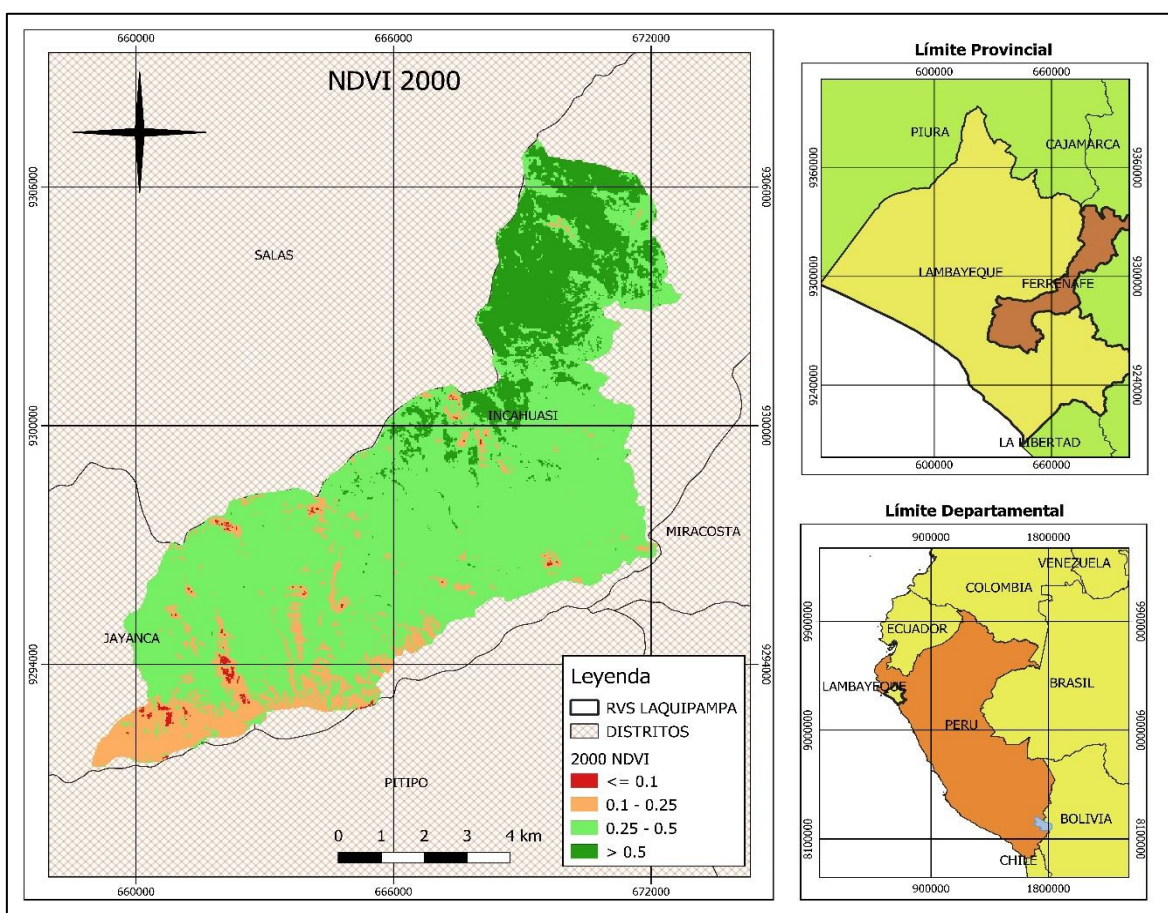 660000
666000
672000
NDVI 2000
9306000
9306000
SALAS
9300000
9300000
INCAHUASI
MIRACOSTA
JAYANCA
9294000
9294000
PITIPO
0 1 2 3 4 km
Leyenda
RVS LAQUIPAMPA
DISTRITOS
2000 NDVI
<= 0.1
0.1 - 0.25
0.25 - 0.5
> 0.5
660000
666000
672000
Límite Provincial
600000
660000
PIURA
CAJAMARCA
9360000
9360000
LAMBAYEQUE
FERREÑAFE
9300000
9300000
9240000
9240000
LA LIBERTAD
600000
660000
Límite Departamental
900000
1800000
VENEZUELA
COLOMBIA
9900000
9900000
ECUADOR
BRASIL
LAMBAYEQUE
PERU
9000000
9000000
BOLIVIA
8100000
8100000
CHILE
900000
1800000